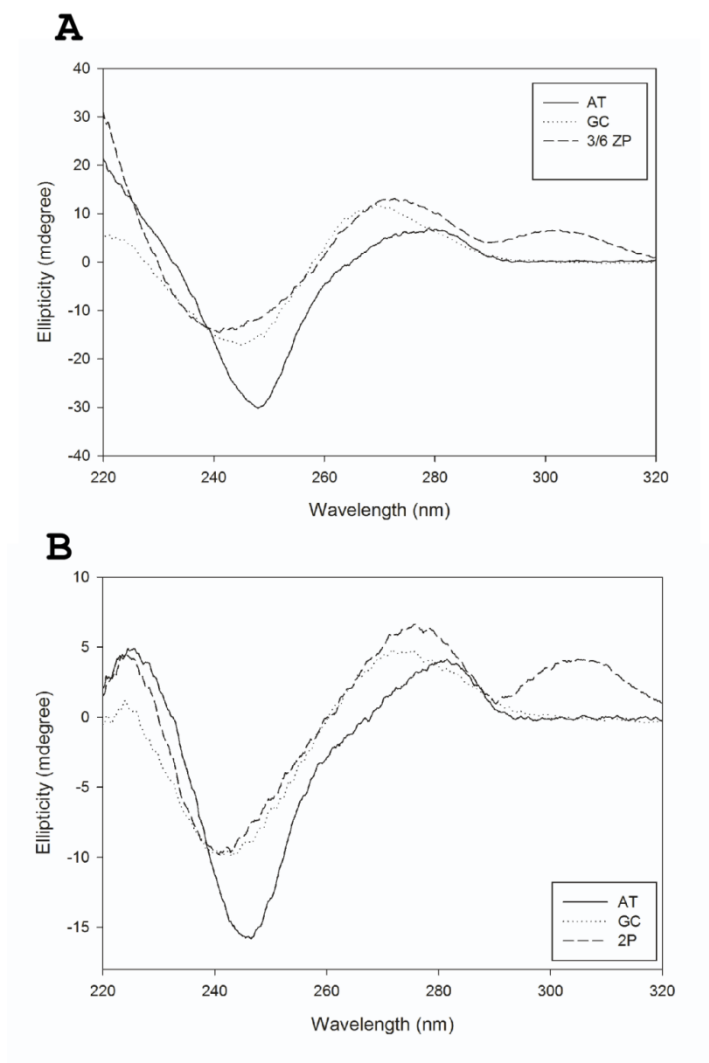 A
40
30
20
10
0
-10
-20
-30
-40
Ellipticity (mdegree)
AT
GC
3/6 ZP
220 240 260 280 300 320
Wavelength (nm)
B
10
5
0
-5
-10
-15
Ellipticity (mdegree)
AT
GC
2P
220 240 260 280 300 320
Wavelength (nm)